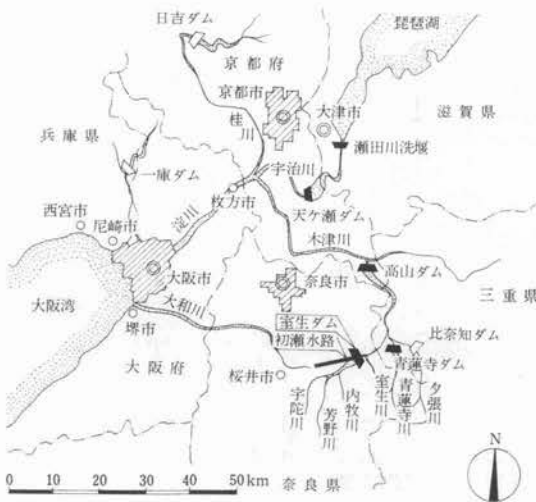 日吉ダム
琵琶湖
京都府
京都市
大津市
滋賀県
兵庫県
桂川
瀬田川洗堰
宇治川
一庫ダム
枚方市
天ケ瀬ダム
西宮市
尼崎市
淀川
木津川
大阪市
奈良市
高山ダム
三重県
大阪湾
大和川
室生ダム
初瀬水路
比奈知ダム
堺市
青蓮寺ダム
大阪府
桜井市
宇陀川
芳野川
内牧川
室生川
青蓮寺川
夕張川
N
0 10 20 30 40 50km
奈良県